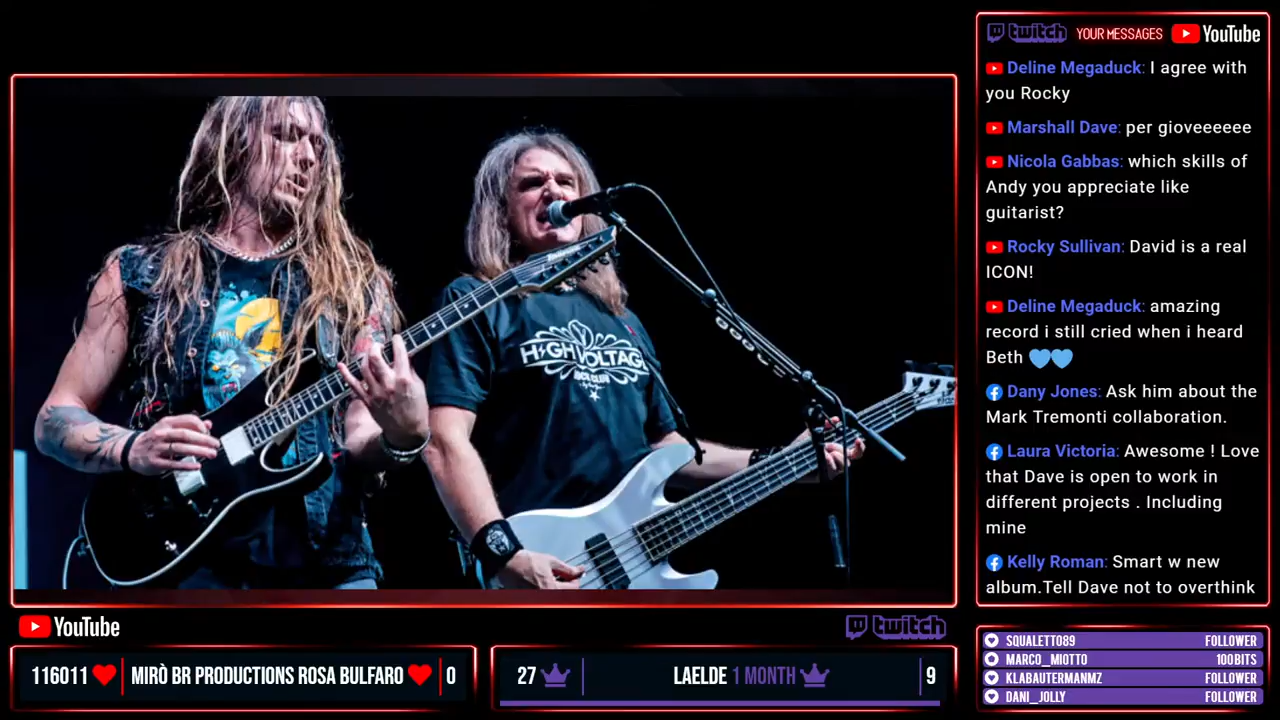 twitch YOUR MESSAGES YouTube
Deline Megaduck: I agree with
you Rocky
Marshall Dave: per gioveeeeee
Nicola Gabbas: which skills of
Andy you appreciate like
guitarist?
Rocky Sullivan: David is a real
ICON!
Deline Megaduck: amazing
record i still cried when i heard
Beth 💙💙
Dany Jones: Ask him about the
Mark Tremonti collaboration.
Laura Victoria: Awesome ! Love
that Dave is open to work in
different projects . Including
mine
Kelly Roman: Smart w new
album.Tell Dave not to overthink
HIGH VOLTAGE
ROCK CLUB
YouTube
twitch
116011 MIRÒ BR PRODUCTIONS ROSA BULFARO 0
27 LAELDE 1 MONTH 9
SQUALETTO89 FOLLOWER
MARCO_MIOTTO 100BITS
KLABAUTERMANMZ FOLLOWER
DANI_JOLLY FOLLOWER